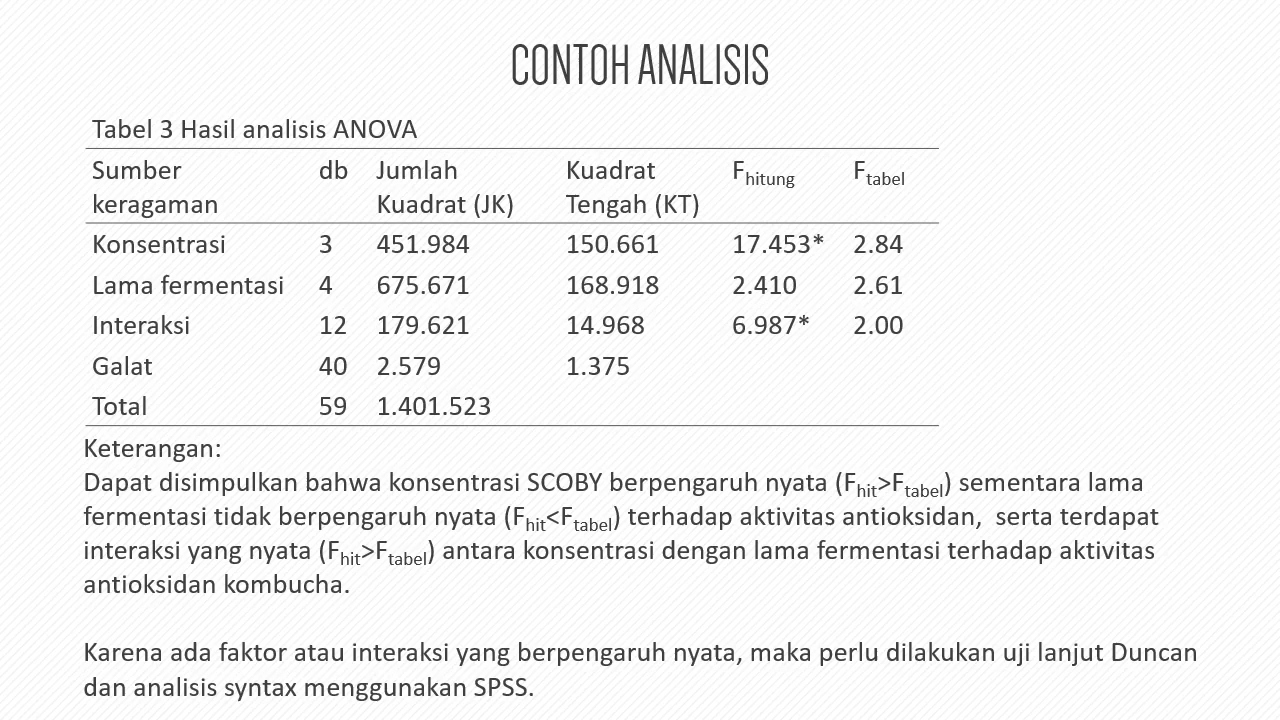 CONTOH ANALISIS
Tabel 3 Hasil analisis ANOVA
Sumber keragaman db Jumlah Kuadrat (JK) Kuadrat Tengah (KT) Fhitung Ftabel
Konsentrasi 3 451.984 150.661 17.453* 2.84
Lama fermentasi 4 675.671 168.918 2.410 2.61
Interaksi 12 179.621 14.968 6.987* 2.00
Galat 40 2.579 1.375
Total 59 1.401.523
Keterangan:
Dapat disimpulkan bahwa konsentrasi SCOBY berpengaruh nyata (Fhit>Ftabel) sementara lama
fermentasi tidak berpengaruh nyata (Fhit<Ftabel) terhadap aktivitas antioksidan, serta terdapat
interaksi yang nyata (Fhit>Ftabel) antara konsentrasi dengan lama fermentasi terhadap aktivitas
antioksidan kombucha.
Karena ada faktor atau interaksi yang berpengaruh nyata, maka perlu dilakukan uji lanjut Duncan
dan analisis syntax menggunakan SPSS.